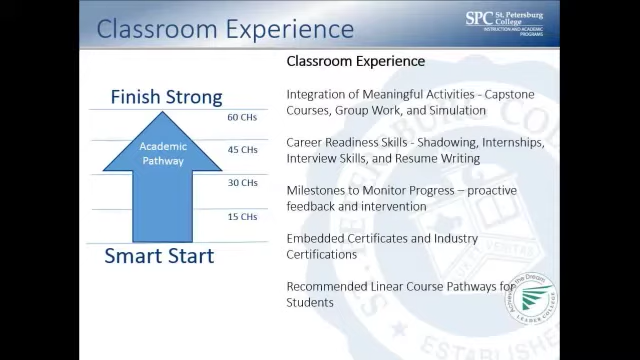 Classroom Experience
SPC St. Petersburg
College
INSTRUCTION AND ACADEMIC
PROGRAMS
Classroom Experience
Finish Strong
60 CHs
Academic
Pathway
45 CHs
30 CHs
15 CHs
Smart Start
Integration of Meaningful Activities - Capstone
Courses, Group Work, and Simulation
Career Readiness Skills - Shadowing, Internships,
Interview Skills, and Resume Writing
Milestones to Monitor Progress – proactive
feedback and intervention
Embedded Certificates and Industry
Certifications
Recommended Linear Course Pathways for
Students
Achieving the Dream
LEADER COLLEGE
VERITAS
ESTABLISHED